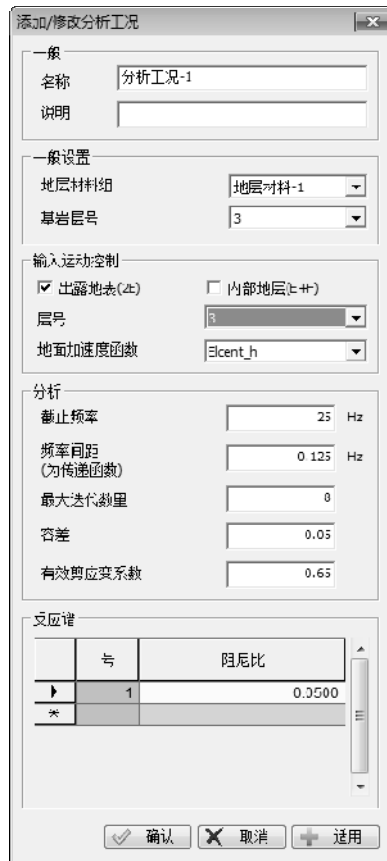 添加/修改分析工况
一般
名称 分析工况-1
说明
一般设置
地层材料组 地层材料-1
基岩层号 3
输入运动控制
出露地表(2E) 内部地层(E+F)
层号 3
地面加速度函数 Elcent_h
分析
截止频率 25 Hz
频率间距 0.125 Hz
(为传递函数)
最大迭代数量 8
容差 0.05
有效剪应变系数 0.65
反应谱
号 阻尼比
1 0.0500
确认 取消 适用